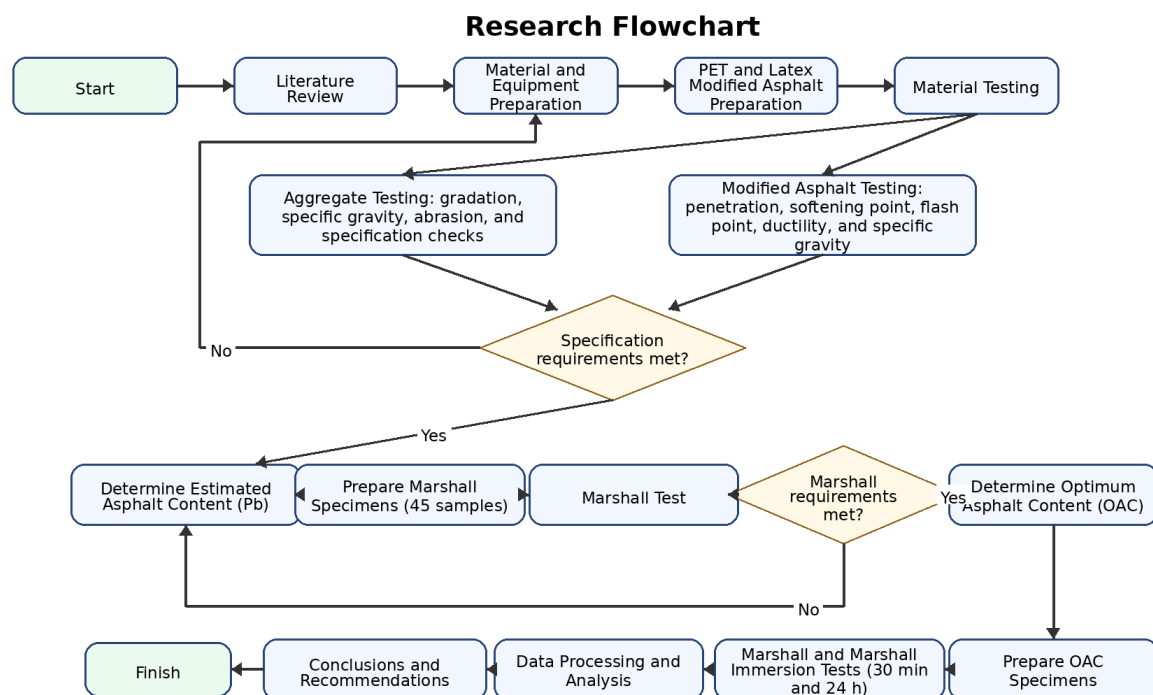 Research Flowchart
Start
Literature
Review
Material and
Equipment
Preparation
PET and Latex
Modified Asphalt
Preparation
Material Testing
Aggregate Testing: gradation,
specific gravity, abrasion, and
specification checks
Modified Asphalt Testing:
penetration, softening point, flash
point, ductility, and specific
gravity
Specification
requirements met?
No
Yes
Determine Estimated
Asphalt Content (Pb)
Prepare Marshall
Specimens (45 samples)
Marshall Test
Marshall
requirements
met?
Yes
Determine Optimum
Asphalt Content (OAC)
No
Finish
Conclusions and
Recommendations
Data Processing and
Analysis
Marshall and Marshall
Immersion Tests (30 min
and 24 h)
Prepare OAC
Specimens